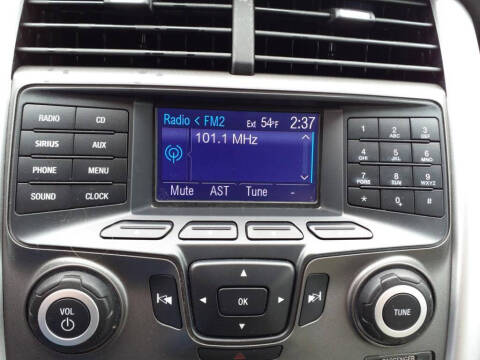 Radio < FM2 Ext 54°F 2:37
101.1 MHz
Mute AST Tune -
RADIO CD
SIRIUS AUX
PHONE MENU
SOUND CLOCK
1 2 ABC 3 DEF
4 GHI 5 JKL 6 MNO
7 PQRS 8 TUV 9 WXYZ
* 0 #
VOL
OK
TUNE
PASSENGER